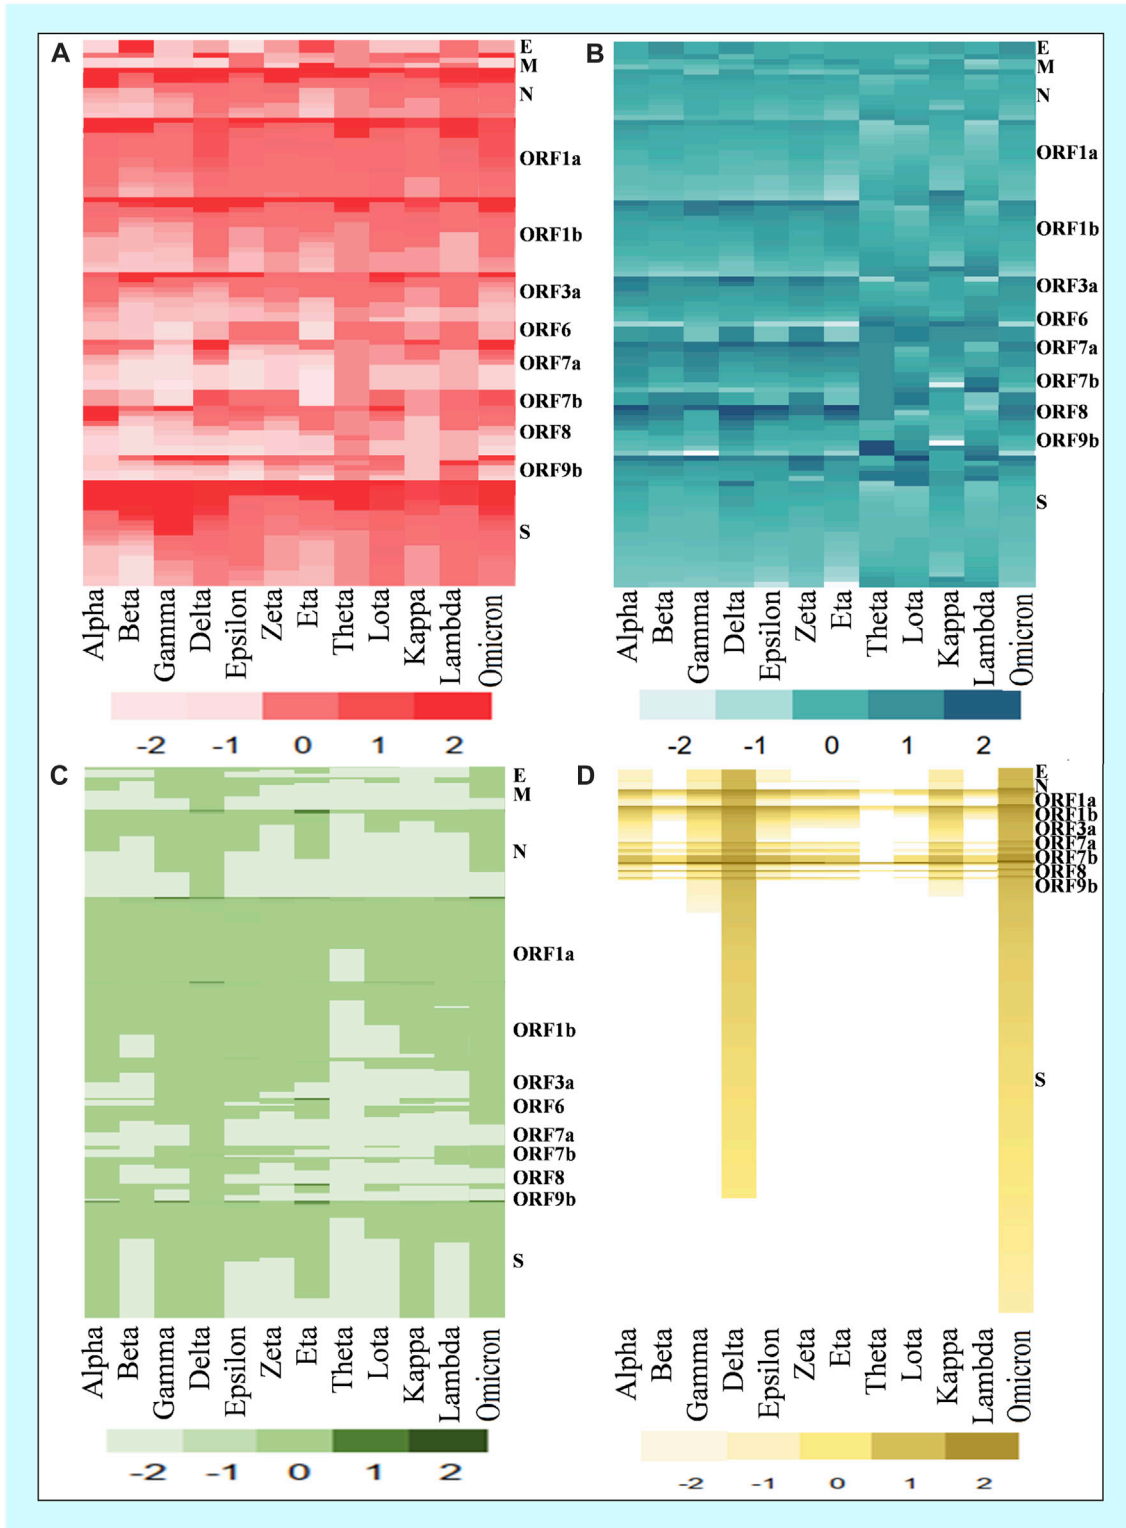 A
E
M
N
ORF1a
ORF1b
ORF3a
ORF6
ORF7a
ORF7b
ORF8
ORF9b
S
Alpha Beta Gamma Delta Epsilon Zeta Eta Theta Lota Kappa Lambda Omicron
-2 -1 0 1 2
B
E
M
N
ORF1a
ORF1b
ORF3a
ORF6
ORF7a
ORF7b
ORF8
ORF9b
S
Alpha Beta Gamma Delta Epsilon Zeta Eta Theta Lota Kappa Lambda Omicron
-2 -1 0 1 2
C
E
M
N
ORF1a
ORF1b
ORF3a
ORF6
ORF7a
ORF7b
ORF8
ORF9b
S
Alpha Beta Gamma Delta Epsilon Zeta Eta Theta Lota Kappa Lambda Omicron
-2 -1 0 1 2
D
E
N
ORF1a
ORF1b
ORF3a
ORF7a
ORF7b
ORF8
ORF9b
S
Alpha Beta Gamma Delta Epsilon Zeta Eta Theta Lota Kappa Lambda Omicron
-2 -1 0 1 2